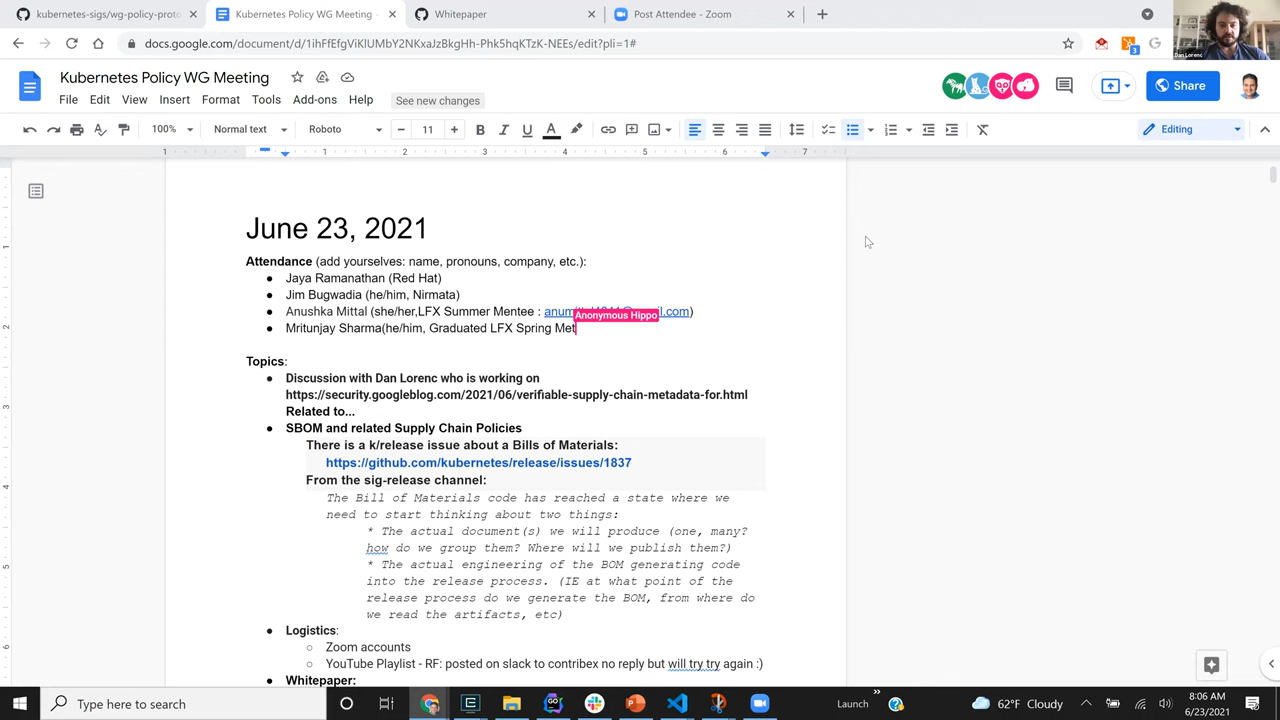 kubernetes-sigs/wg-policy-proto
Kubernetes Policy WG Meeting -
Whitepaper
Post Attendee - Zoom
docs.google.com/document/d/1ihFfEfgViKlUMbY2NKxaJzBkgHh-Phk5hqKTzK-NEEs/edit?pli=1#
3
Dan Lorenc
Kubernetes Policy WG Meeting
File Edit View Insert Format Tools Add-ons Help See new changes
Share
100% Normal text Roboto 11 Editing
1 1 2 3 4 5 6 7
June 23, 2021
Attendance (add yourselves: name, pronouns, company, etc.):
● Jaya Ramanathan (Red Hat)
● Jim Bugwadia (he/him, Nirmata)
● Anushka Mittal (she/her,LFX Summer Mentee :
Anonymous Hippo
● Mritunjay Sharma(he/him, Graduated LFX Spring Met
Topics:
● Discussion with Dan Lorenc who is working on
https://security.googleblog.com/2021/06/verifiable-supply-chain-metadata-for.html
Related to...
● SBOM and related Supply Chain Policies
There is a k/release issue about a Bills of Materials:
https://github.com/kubernetes/release/issues/1837
From the sig-release channel:
The Bill of Materials code has reached a state where we
need to start thinking about two things:
* The actual document(s) we will produce (one, many?
how do we group them? Where will we publish them?)
* The actual engineering of the BOM generating code
into the release process. (IE at what point of the
release process do we generate the BOM, from where do
we read the artifacts, etc)
● Logistics:
○ Zoom accounts
○ YouTube Playlist - RF: posted on slack to contribex no reply but will try try again :)
● Whitepaper:
Type here to search
Launch
62°F Cloudy
8:06 AM
6/23/2021